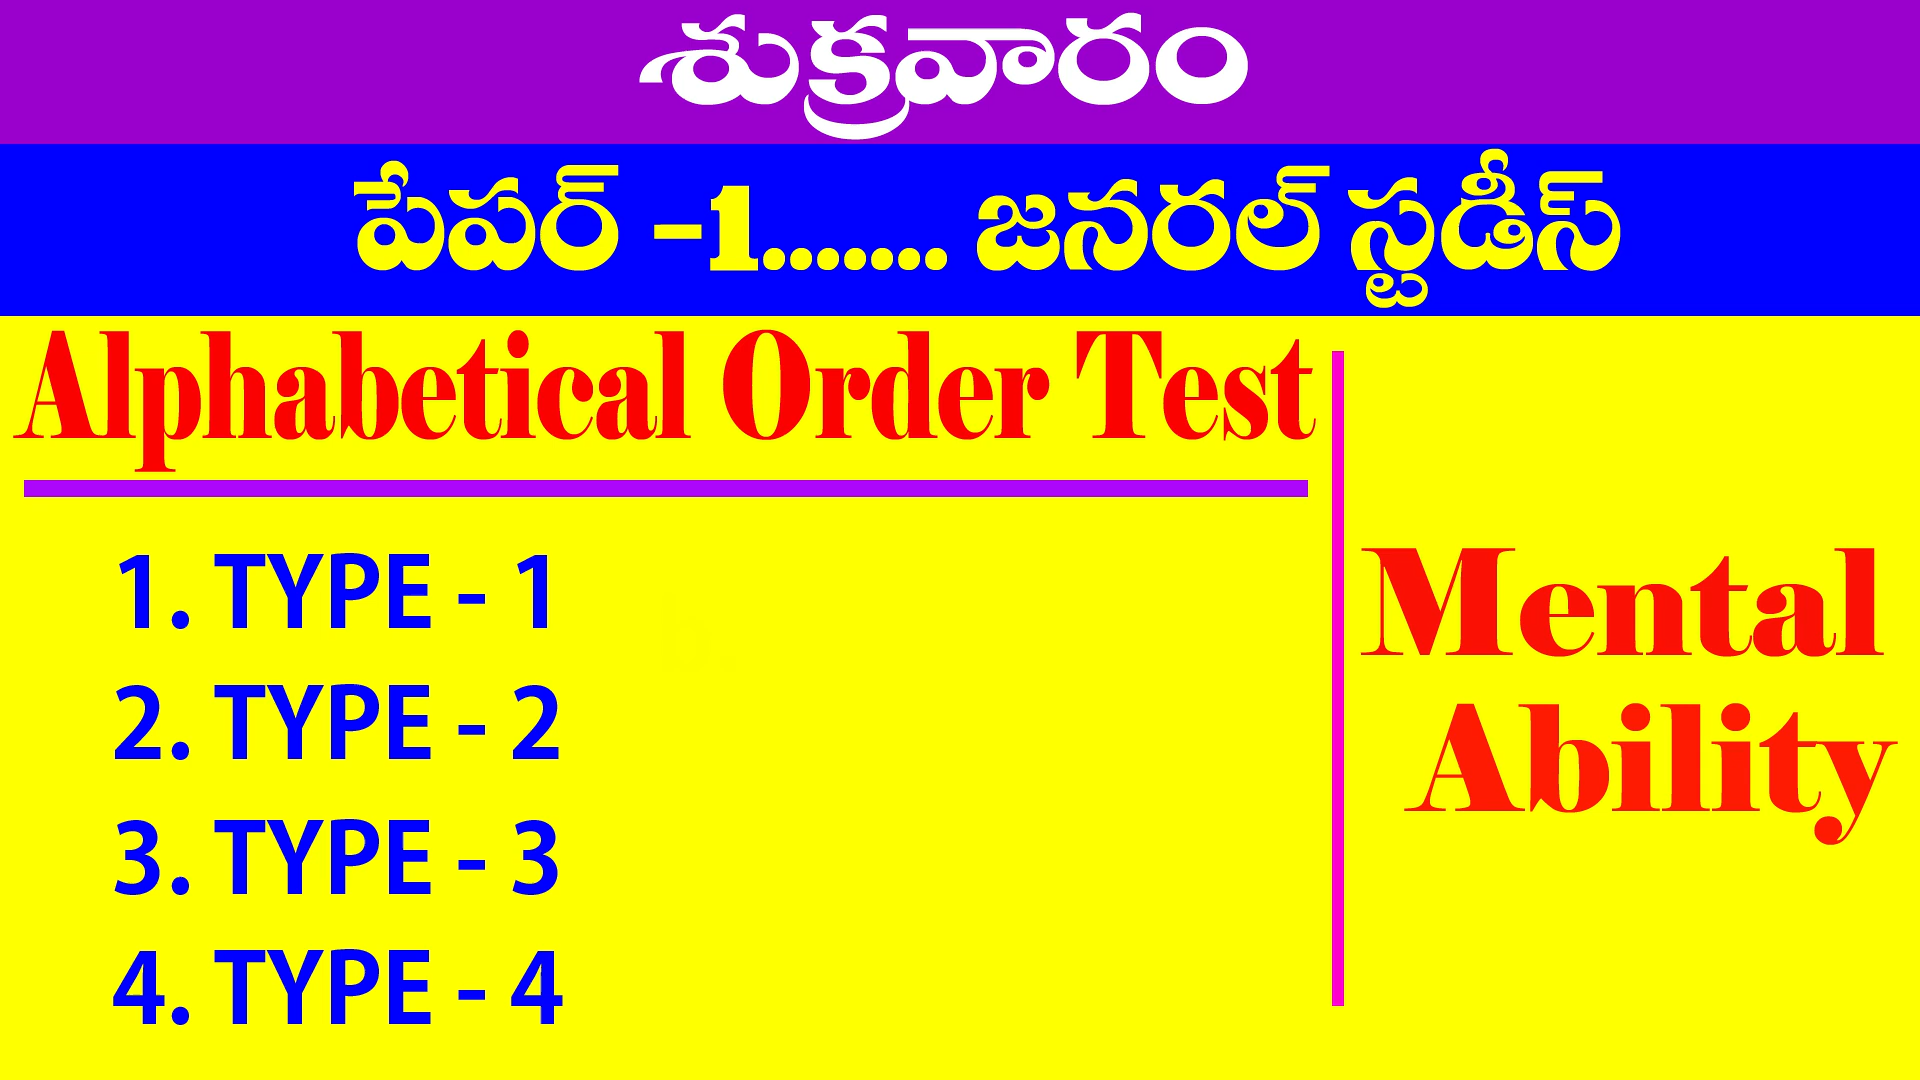 శుక్రవారం
పేపర్ -1....... జనరల్ స్టడీస్
Alphabetical Order Test
1. TYPE - 1
2. TYPE - 2
3. TYPE - 3
4. TYPE - 4
Mental
Ability